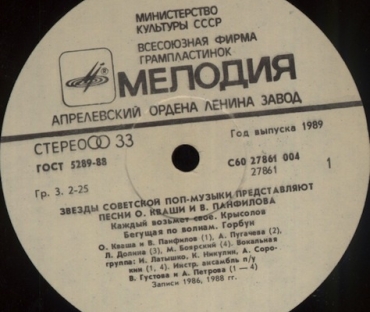 МИНИСТЕРСТВО
КУЛЬТУРЫ СССР
ВСЕСОЮЗНАЯ ФИРМА
ГРАМПЛАСТИНОК
МЕЛОДИЯ
АПРЕЛЕВСКИЙ ОРДЕНА ЛЕНИНА ЗАВОД
СТЕРЕО 33
Год выпуска 1989
ГОСТ 5289-88
С60 27861 004
27861
1
Гр. 3. 2-25
ЗВЕЗДЫ СОВЕТСКОЙ ПОП-МУЗЫКИ ПРЕДСТАВЛЯЮТ
ПЕСНИ О. КВАШИ И В. ПАНФИЛОВА
Каждый возьмет свое. Крысолов
Бегущая по волнам. Горбун
О. Кваша и В. Панфилов (1), А. Пугачева (2),
Л. Долина (3), М. Боярский (4). Вокальная
группа: И. Латышко, К. Никулин, А. Соро-
кин (1, 4). Инстр. ансамбль п/у
В. Густова и А. Петрова (1 — 4)
Записи 1986, 1988 гг.